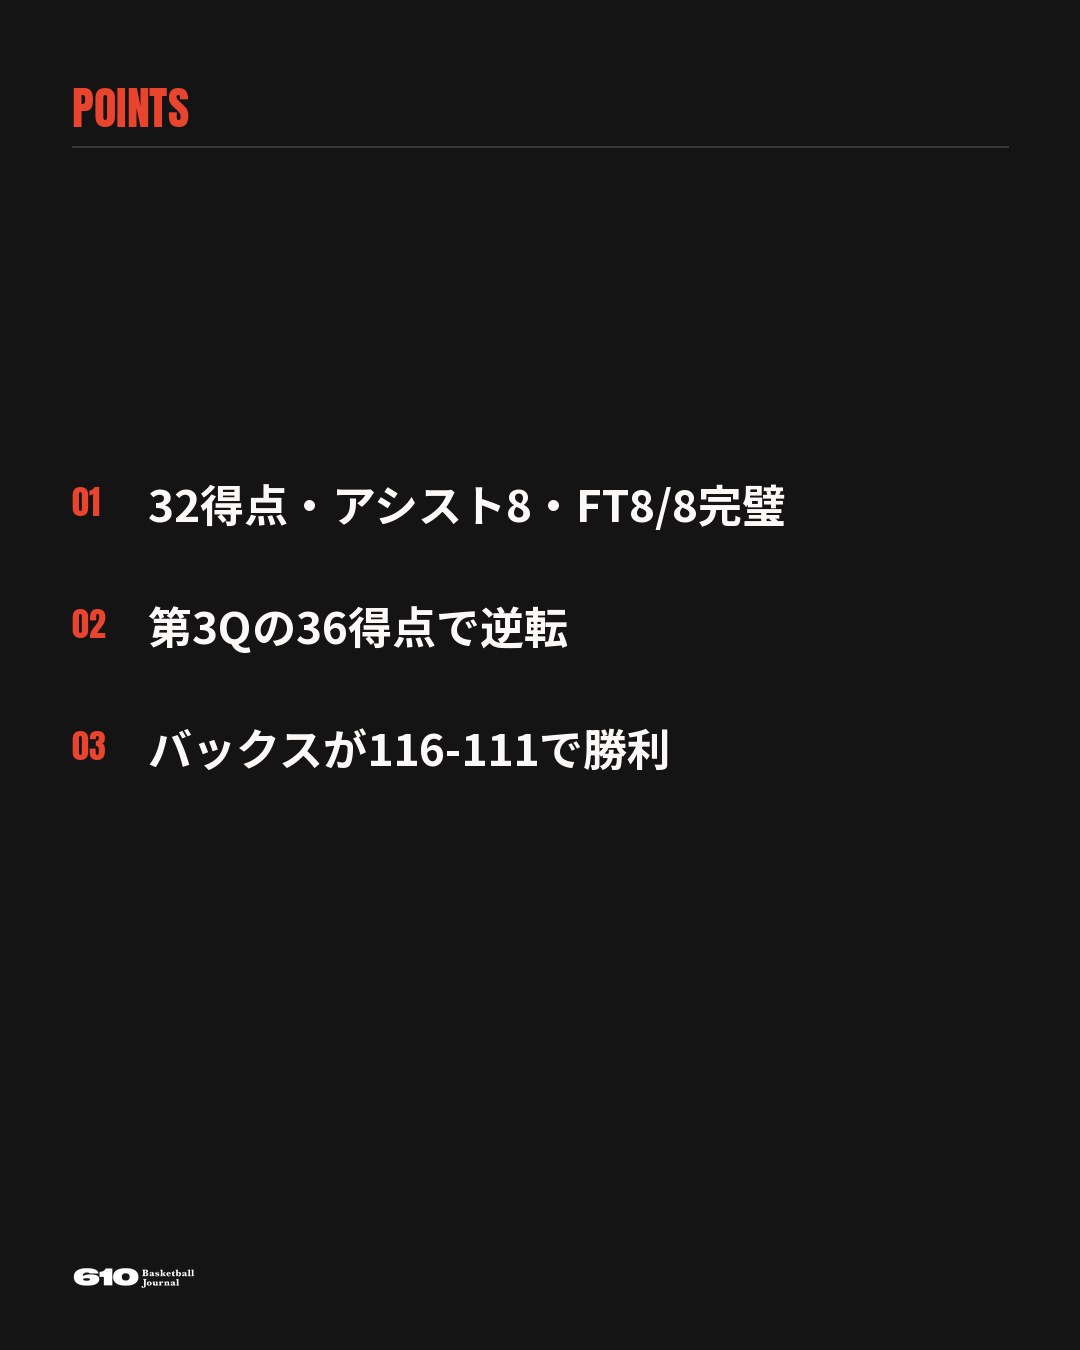 POINTS
01 32得点・アシスト8・FT8/8完璧
02 第3Qの36得点で逆転
03 バックスが116-111で勝利
610 Basketball
Journal